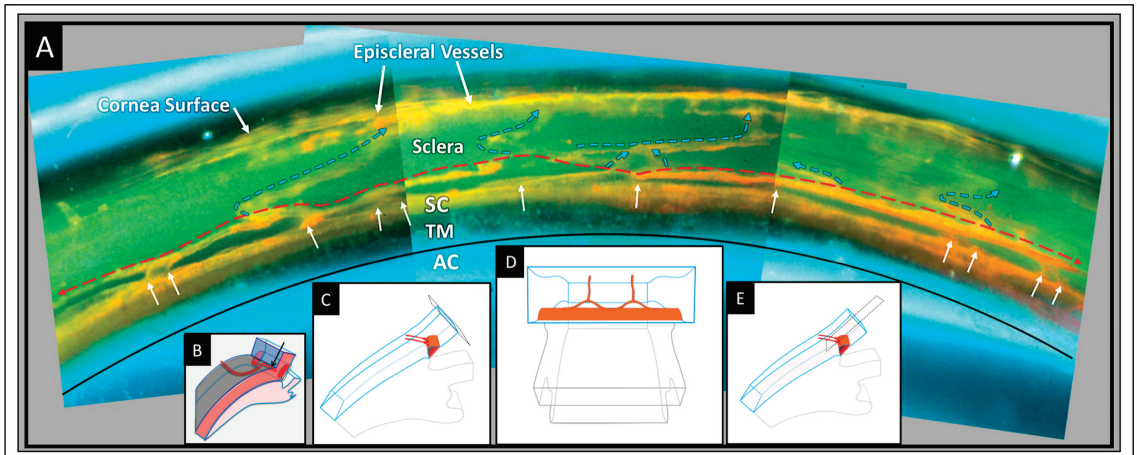 A
Episcleral Vessels
Cornea Surface
Sclera
SC
TM
AC
B
C
D
E